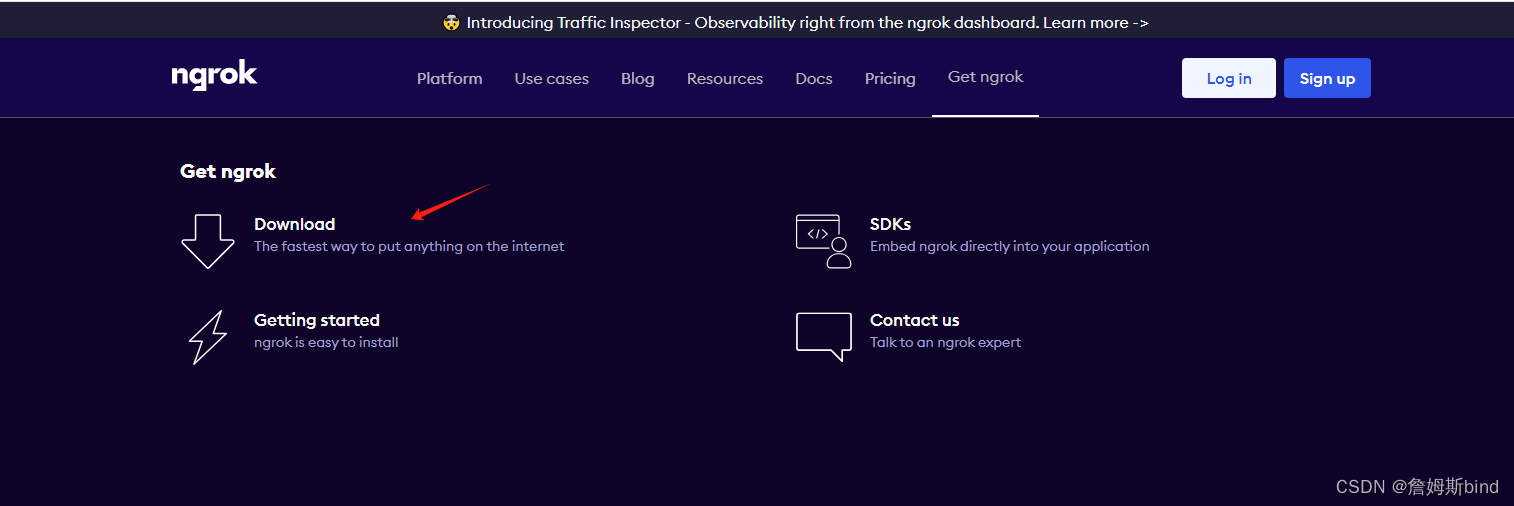 Introducing Traffic Inspector - Observability right from the ngrok dashboard. Learn more ->
ngrok Platform Use cases Blog Resources Docs Pricing Get ngrok Log in Sign up
Get ngrok
Download
The fastest way to put anything on the internet
SDKs
</>
Embed ngrok directly into your application
Getting started
ngrok is easy to install
Contact us
Talk to an ngrok expert
CSDN @詹姆斯bind